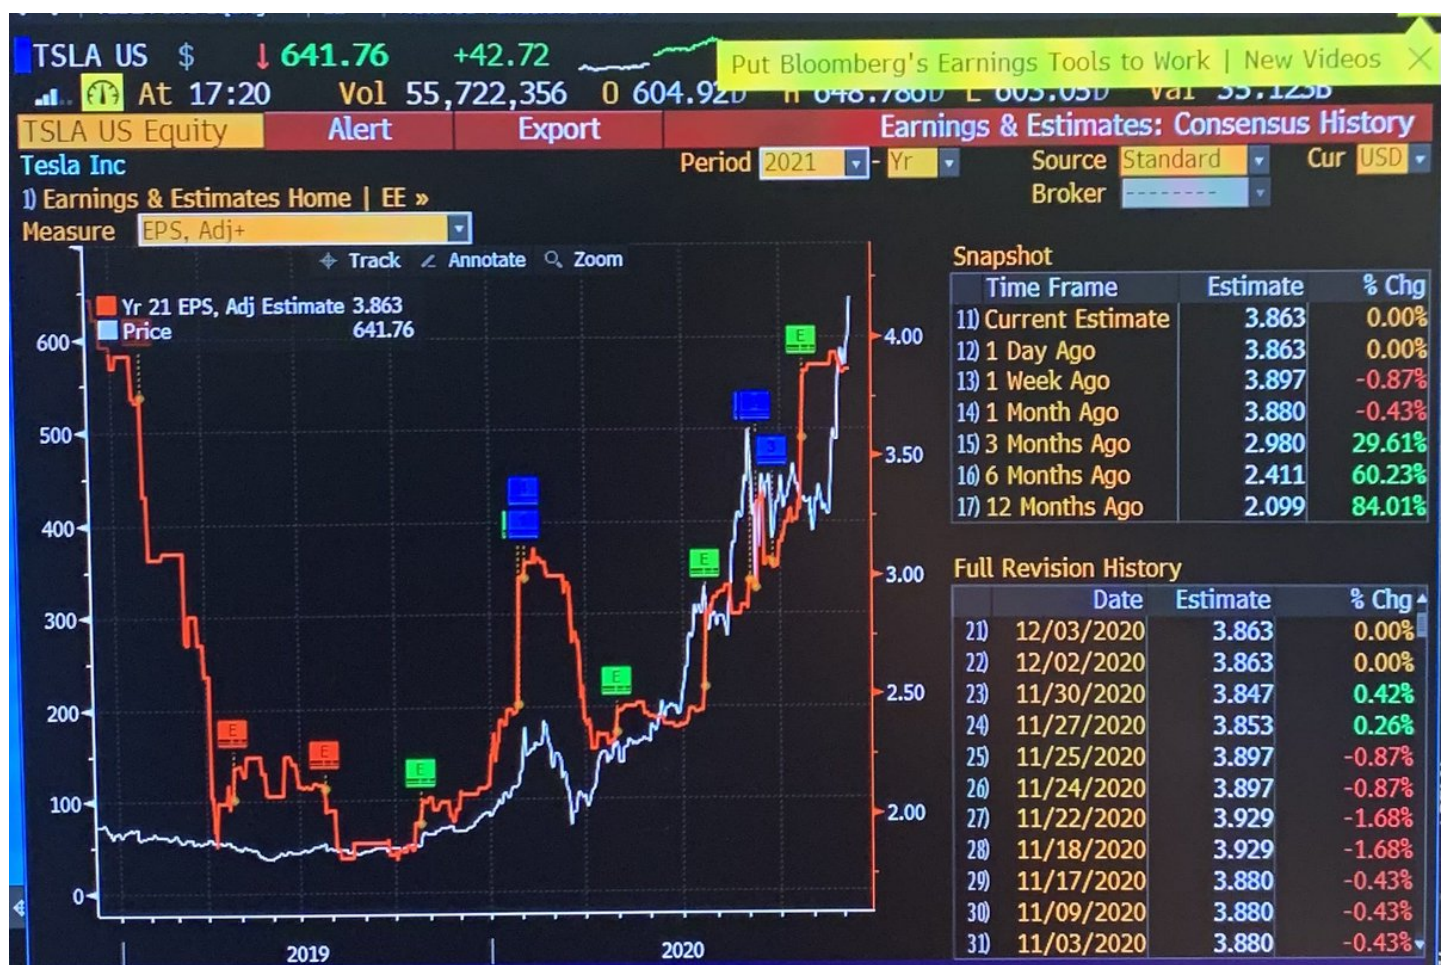 TSLA US $ ↓ 641.76 +42.72
Put Bloomberg's Earnings Tools to Work | New Videos
At 17:20 Vol 55,722,356 O 604.92D H 648.786D L 603.05D Val 35.123B
TSLA US Equity Alert Export Earnings & Estimates: Consensus History
Tesla Inc Period 2021 - Yr Source Standard Cur USD
1) Earnings & Estimates Home | EE » Broker
Measure EPS, Adj+
Track Annotate Zoom
Yr 21 EPS, Adj Estimate 3.863
Price 641.76
600
500
400
300
200
100
0
4.00
3.50
3.00
2.50
2.00
E
E
E
E
E
E
3
2019 2020
Snapshot
Time Frame Estimate % Chg
11) Current Estimate 3.863 0.00%
12) 1 Day Ago 3.863 0.00%
13) 1 Week Ago 3.897 -0.87%
14) 1 Month Ago 3.880 -0.43%
15) 3 Months Ago 2.980 29.61%
16) 6 Months Ago 2.411 60.23%
17) 12 Months Ago 2.099 84.01%
Full Revision History
Date Estimate % Chg
21) 12/03/2020 3.863 0.00%
22) 12/02/2020 3.863 0.00%
23) 11/30/2020 3.847 0.42%
24) 11/27/2020 3.853 0.26%
25) 11/25/2020 3.897 -0.87%
26) 11/24/2020 3.897 -0.87%
27) 11/22/2020 3.929 -1.68%
28) 11/18/2020 3.929 -1.68%
29) 11/17/2020 3.880 -0.43%
30) 11/09/2020 3.880 -0.43%
31) 11/03/2020 3.880 -0.43%